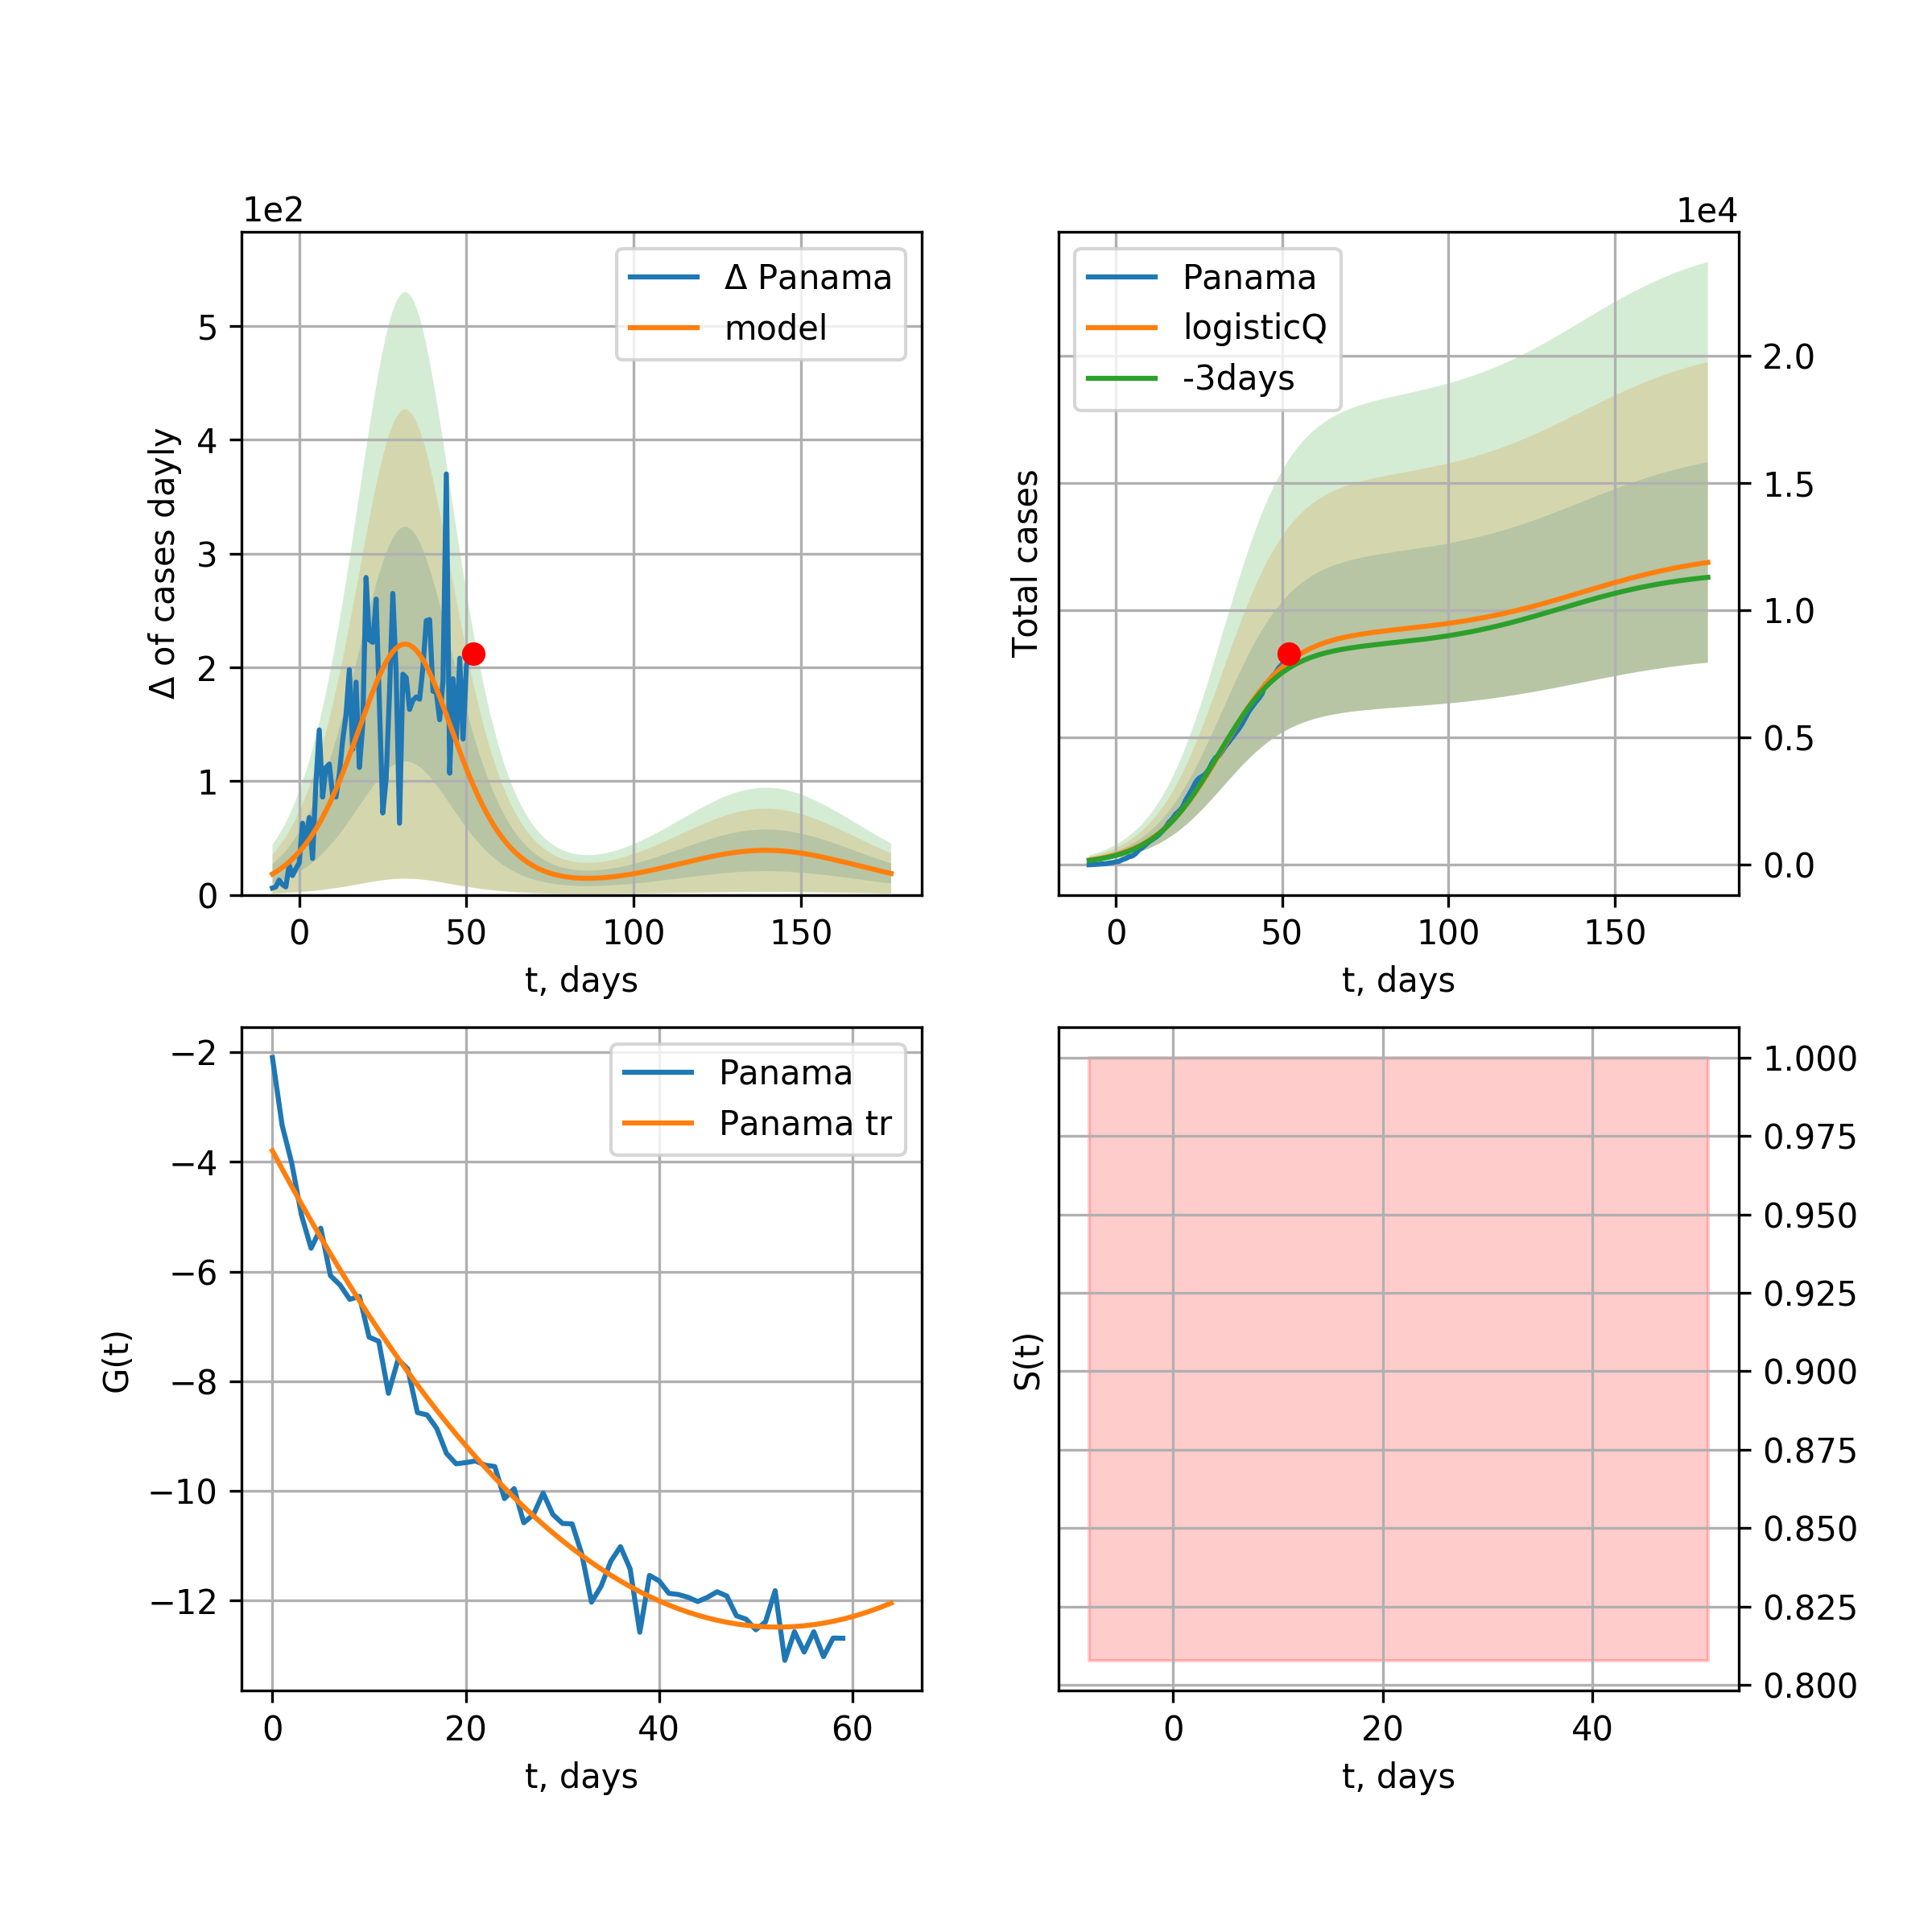 1e2
Δ Panama
model
Δ of cases dayly
5
4
3
2
1
0
0 50 100 150
t, days
1e4
Panama
logisticQ
-3days
Total cases
2.0
1.5
1.0
0.5
0.0
0 50 100 150
t, days
Panama
Panama tr
G(t)
−2
−4
−6
−8
−10
−12
0 20 40 60
t, days
S(t)
1.000
0.975
0.950
0.925
0.900
0.875
0.850
0.825
0.800
0 20 40
t, days